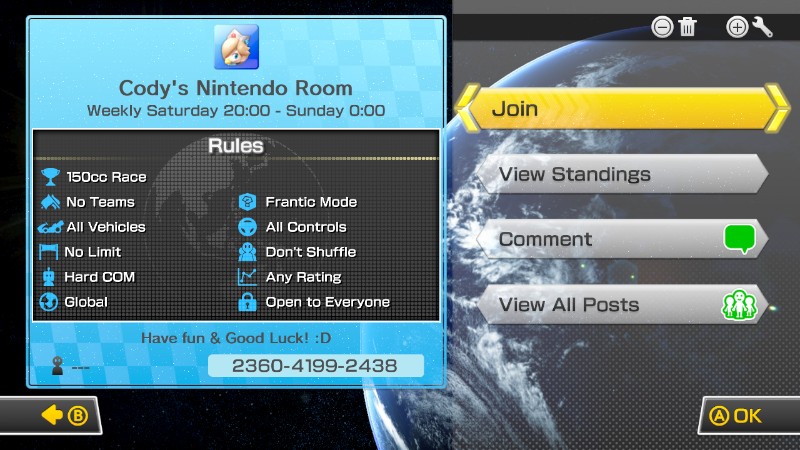 Cody's Nintendo Room
Weekly Saturday 20:00 - Sunday 0:00
Rules
150cc Race
No Teams
Frantic Mode
All Vehicles
All Controls
No Limit
Don't Shuffle
Hard COM
Any Rating
Global
Open to Everyone
Have fun & Good Luck! :D
---
2360-4199-2438
Join
View Standings
Comment
View All Posts
B
A OK